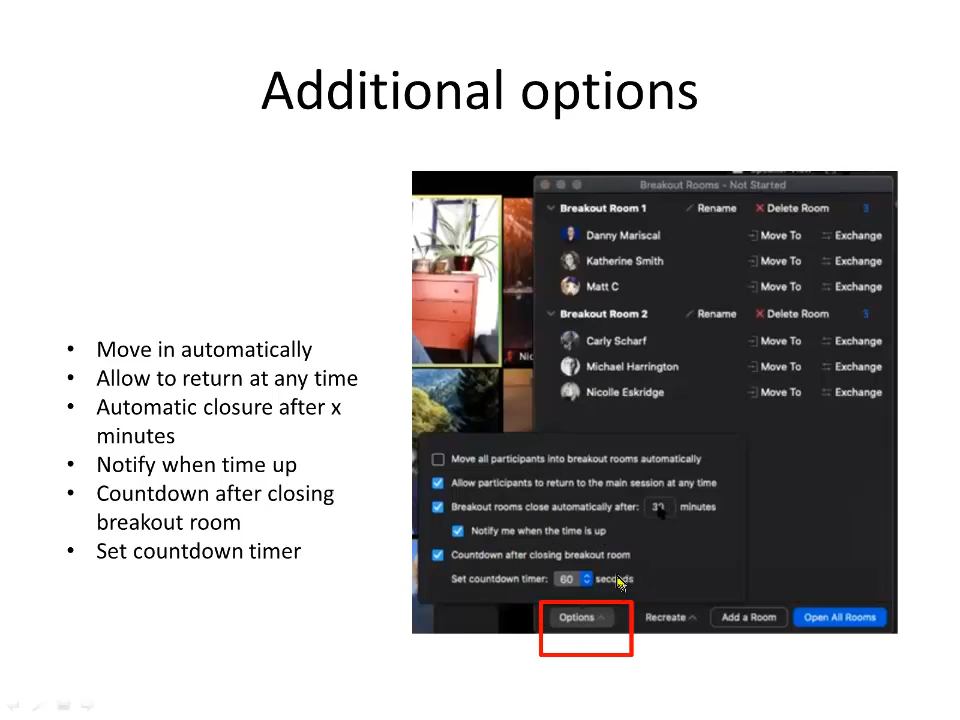 Additional options
• Move in automatically
• Allow to return at any time
• Automatic closure after x
minutes
• Notify when time up
• Countdown after closing
breakout room
• Set countdown timer
Breakout Rooms - Not Started
Breakout Room 1 Rename Delete Room 3
Danny Mariscal Move To Exchange
Katherine Smith Move To Exchange
Matt C Move To Exchange
Breakout Room 2 Rename Delete Room 3
Carly Scharf Move To Exchange
Michael Harrington Move To Exchange
Nicolle Eskridge Move To Exchange
Move all participants into breakout rooms automatically
Allow participants to return to the main session at any time
Breakout rooms close automatically after: minutes
Notify me when the time is up
Countdown after closing breakout room
Set countdown timer: 60 seconds
Options Recreate Add a Room Open All Rooms